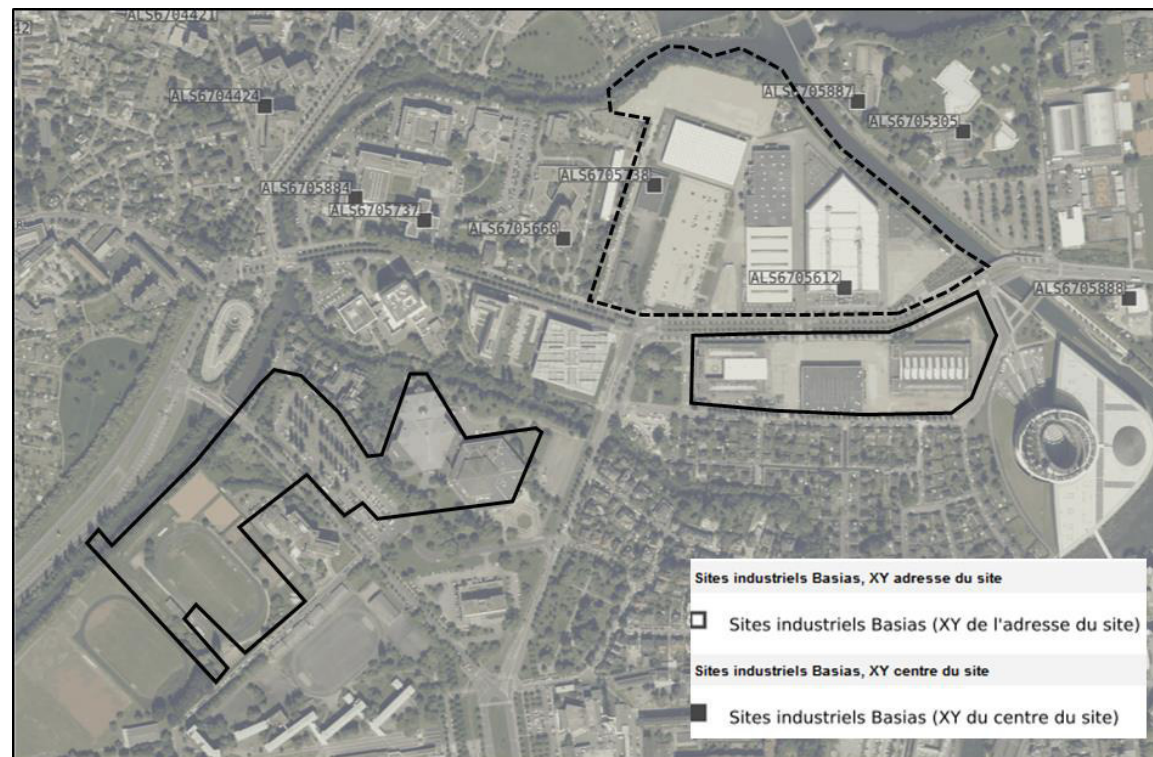 ALS6704421
42
ALS6704424
ALS6705887
ALS6705305
ALS6705884
ALS6705737
ALS6705660
ALS6705612
ALS6705888
Sites industriels Basias, XY adresse du site
Sites industriels Basias (XY de l'adresse du site)
Sites industriels Basias, XY centre du site
Sites industriels Basias (XY du centre du site)